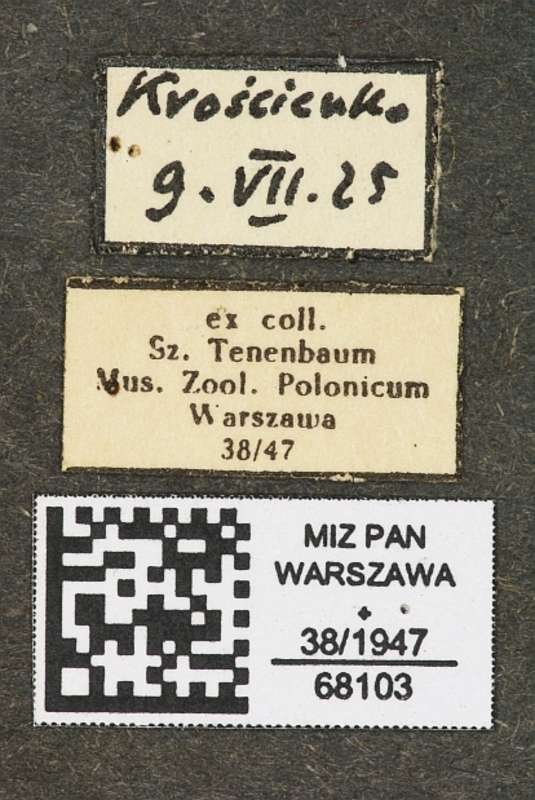 Krościenko
9.VII.25
ex coll.
Sz. Tenenbaum
Mus. Zool. Polonicum
Warszawa
38/47
MIZ PAN
WARSZAWA
38/1947
68103